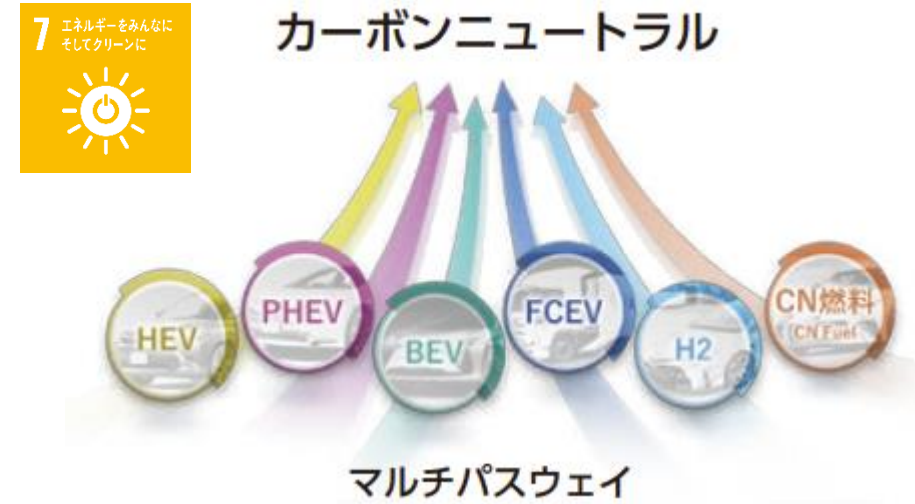 7 エネルギーをみんなに
そしてクリーンに
カーボンニュートラル
HEV
PHEV
BEV
FCEV
H2
CN燃料
CN Fuel
マルチパスウェイ